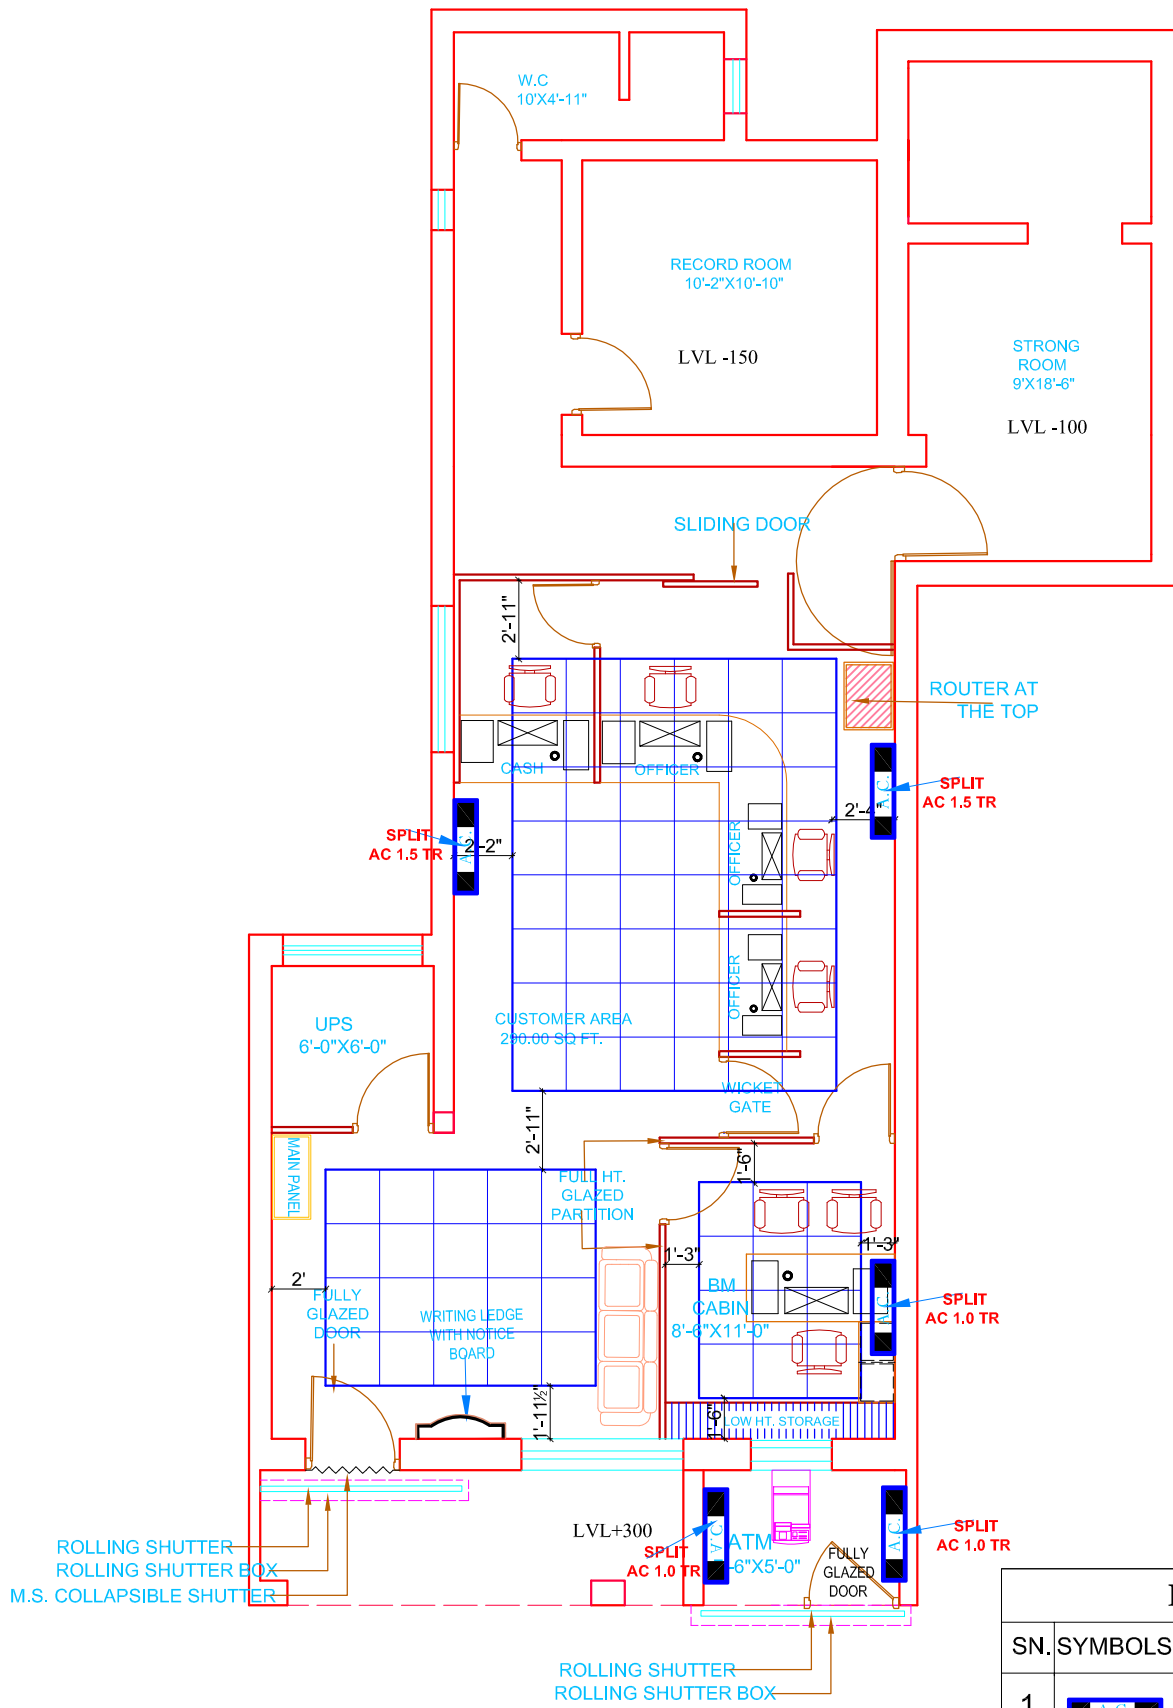 W.C
10'X4'-11"
RECORD ROOM
10'-2"X10'-10"
LVL -150
STRONG
ROOM
9'X18'-6"
LVL -100
SLIDING DOOR
2'-11"
ROUTER AT
THE TOP
CASH
OFFICER
SPLIT
AC 1.5 TR
A.C.
2'-4"
SPLIT
AC 1.5 TR
A.C.
2'-2"
OFFICER
OFFICER
CUSTOMER AREA
290.00 SQ FT.
UPS
6'-0"X6'-0"
WICKET
GATE
2'-11"
MAIN PANEL
FULL HT.
GLAZED
PARTITION
1'-6"
1'-3"
1'-3"
2'
FULLY
GLAZED
DOOR
WRITING LEDGE
WITH NOTICE
BOARD
BM
CABIN
8'-6"X11'-0"
A.C.
SPLIT
AC 1.0 TR
1'-11½"
1'-6"
LOW HT. STORAGE
LVL+300
A.C.
SPLIT
AC 1.0 TR
ATM
-6"X5'-0"
FULLY
GLAZED
DOOR
A.C.
SPLIT
AC 1.0 TR
ROLLING SHUTTER
ROLLING SHUTTER BOX
M.S. COLLAPSIBLE SHUTTER
ROLLING SHUTTER
ROLLING SHUTTER BOX
SN. SYMBOLS
1
A.C.